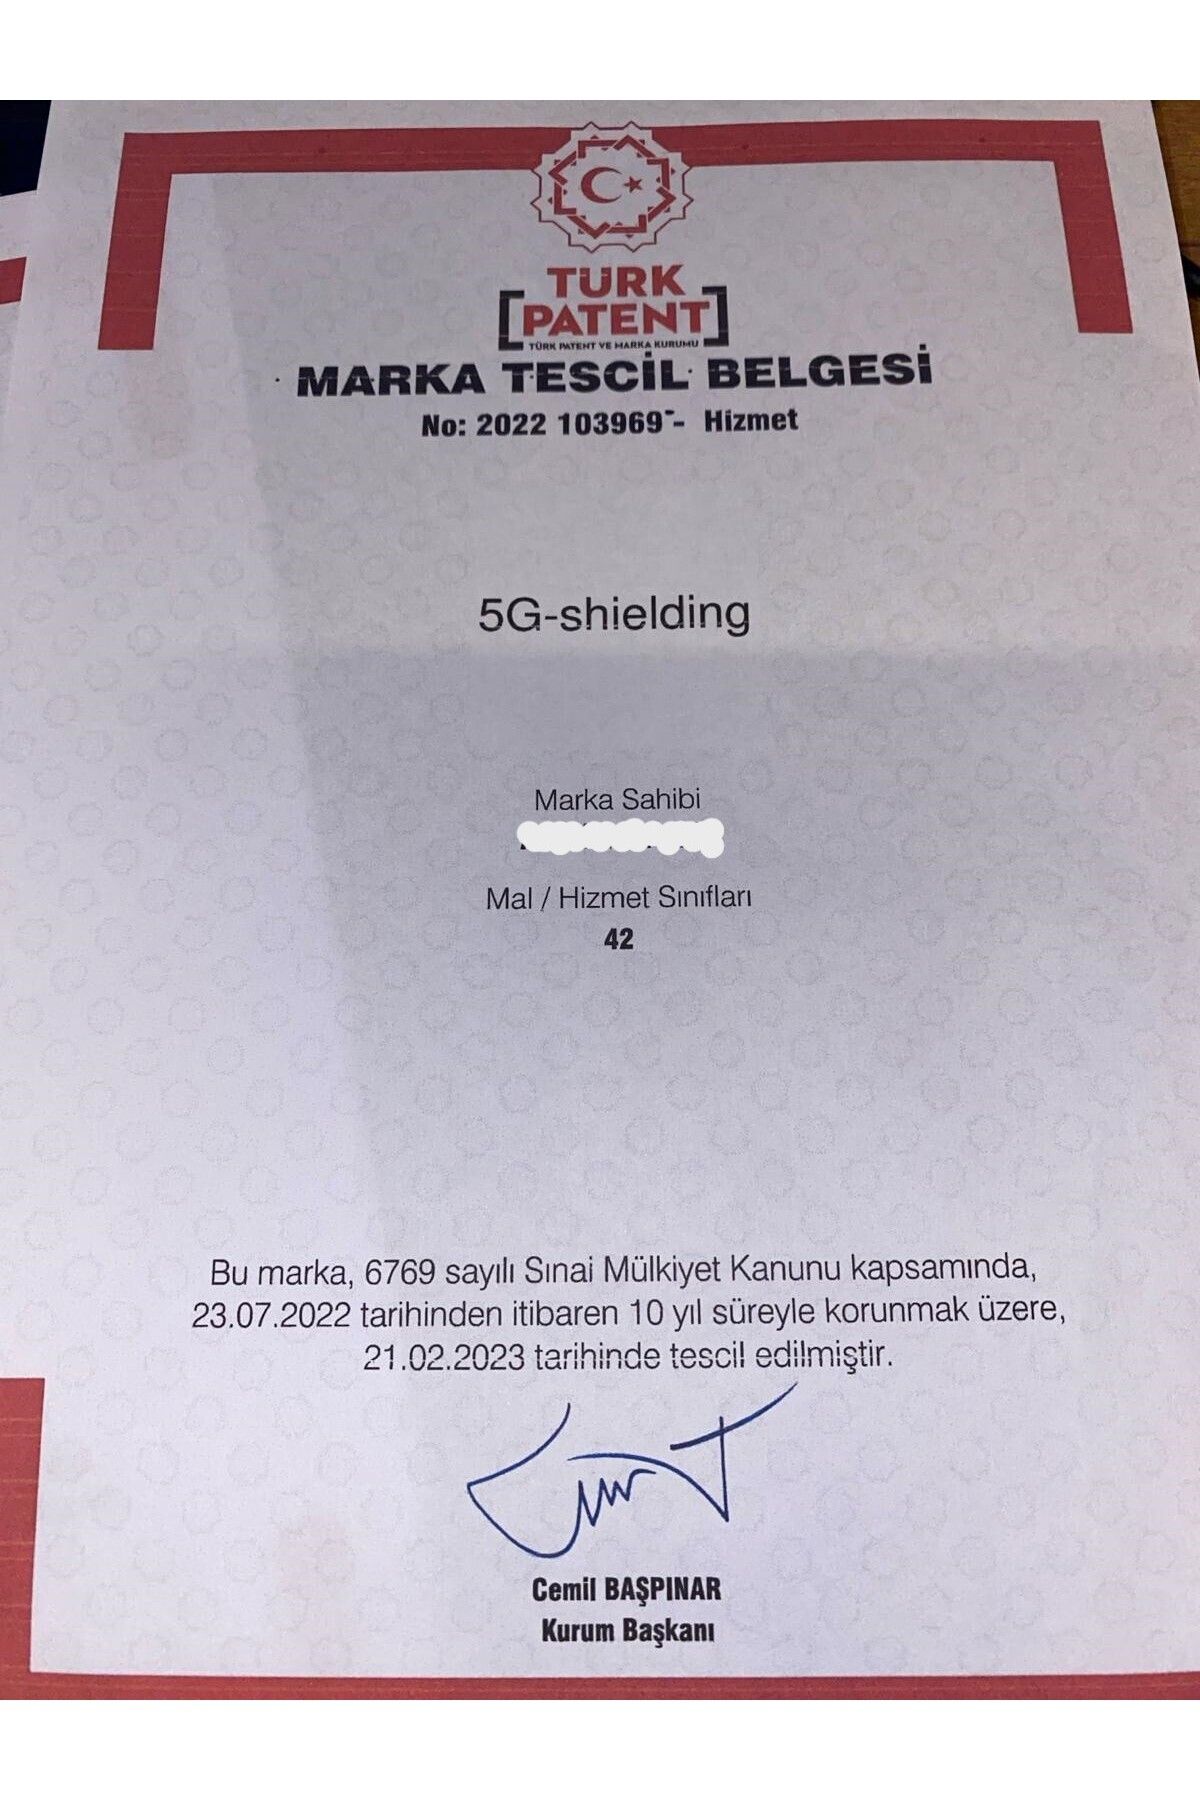 TÜRK
PATENT
TÜRK PATENT VE MARKA KURUMU
MARKA TESCİL BELGESİ
No: 2022 103969 - Hizmet
5G-shielding
Marka Sahibi
Mal / Hizmet Sınıfları
42
Bu marka, 6769 sayılı Sınai Mülkiyet Kanunu kapsamında,
23.07.2022 tarihinden itibaren 10 yıl süreyle korunmak üzere,
21.02.2023 tarihinde tescil edilmiştir.
Cemil BAŞPINAR
Kurum Başkanı